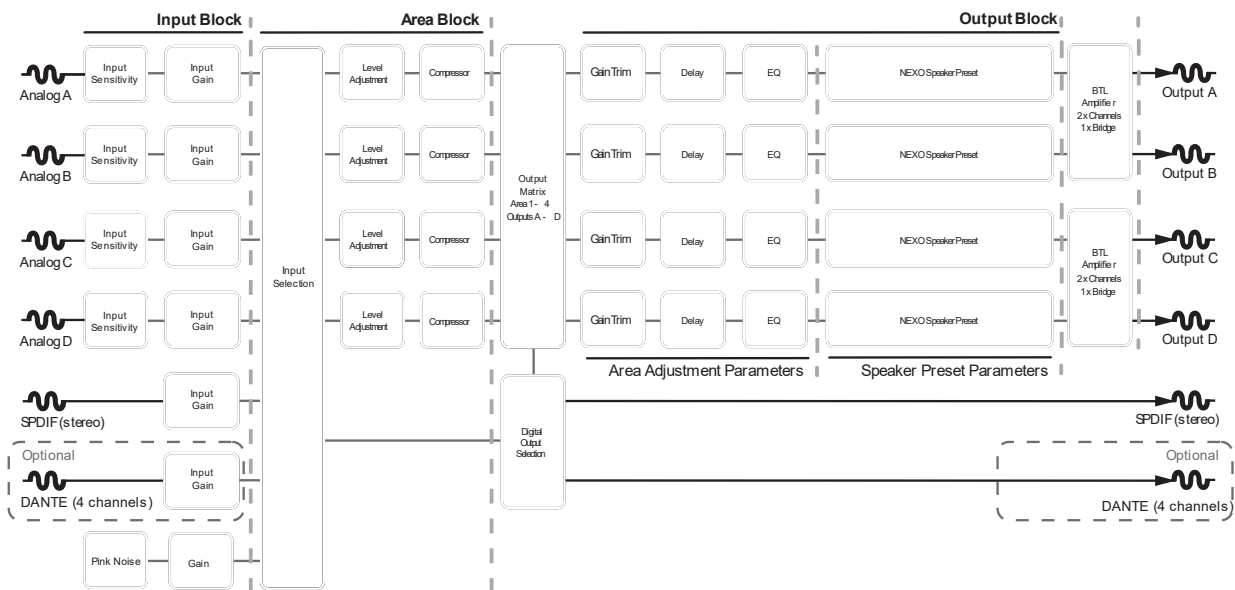 Input Block
Area Block
Output Block
Analog A
Input
Sensitivity
Input
Gain
Level
Adjustment
Compressor
Gain Trim
Delay
EQ
NEXO Speaker Preset
BTL
Amplifier
2 x Channels
1 x Bridge
Output A
Analog B
Input
Sensitivity
Input
Gain
Level
Adjustment
Compressor
Output
Matrix
Area 1 - 4
Outputs A - D
Gain Trim
Delay
EQ
NEXO Speaker Preset
Output B
Analog C
Input
Sensitivity
Input
Gain
Input
Selection
Level
Adjustment
Compressor
Gain Trim
Delay
EQ
NEXO Speaker Preset
BTL
Amplifier
2 x Channels
1 x Bridge
Output C
Analog D
Input
Sensitivity
Input
Gain
Level
Adjustment
Compressor
Gain Trim
Delay
EQ
NEXO Speaker Preset
Output D
Area Adjustment Parameters
Speaker Preset Parameters
SPDIF (stereo)
Input
Gain
Digital
Output
Selection
SPDIF (stereo)
Optional
DANTE (4 channels)
Input
Gain
Optional
DANTE (4 channels)
Pink Noise
Gain